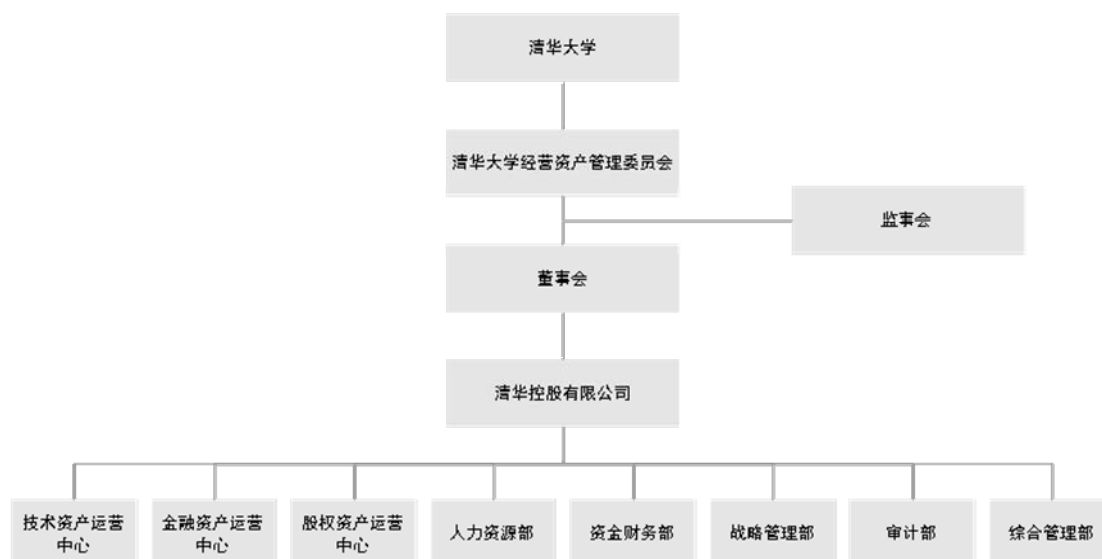 清华大学
清华大学经营资产管理委员会
监事会
董事会
清华控股有限公司
技术资产运营
中心
金融资产运营
中心
股权资产运营
中心
人力资源部
资金财务部
战略管理部
审计部
综合管理部